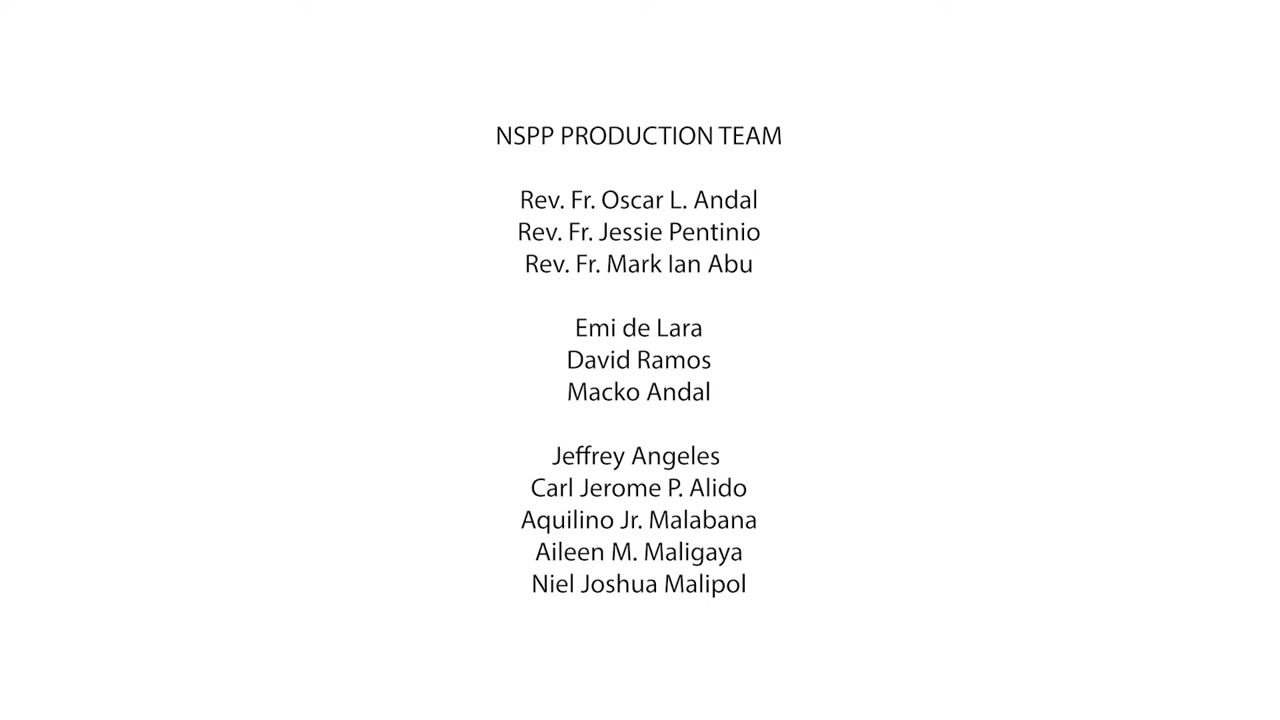 NSPP PRODUCTION TEAM
Rev. Fr. Oscar L. Andal
Rev. Fr. Jessie Pentinio
Rev. Fr. Mark Ian Abu
Emi de Lara
David Ramos
Macko Andal
Jeffrey Angeles
Carl Jerome P. Alido
Aquilino Jr. Malabana
Aileen M. Maligaya
Niel Joshua Malipol